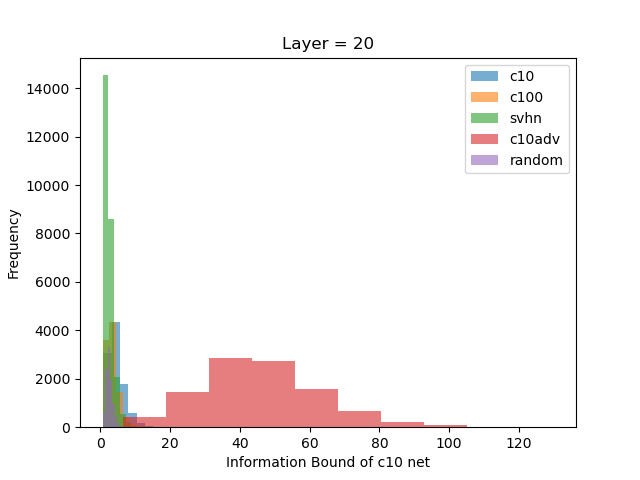 Layer = 20
c10
c100
svhn
c10adv
random
Frequency
14000
12000
10000
8000
6000
4000
2000
0
0 20 40 60 80 100 120
Information Bound of c10 net